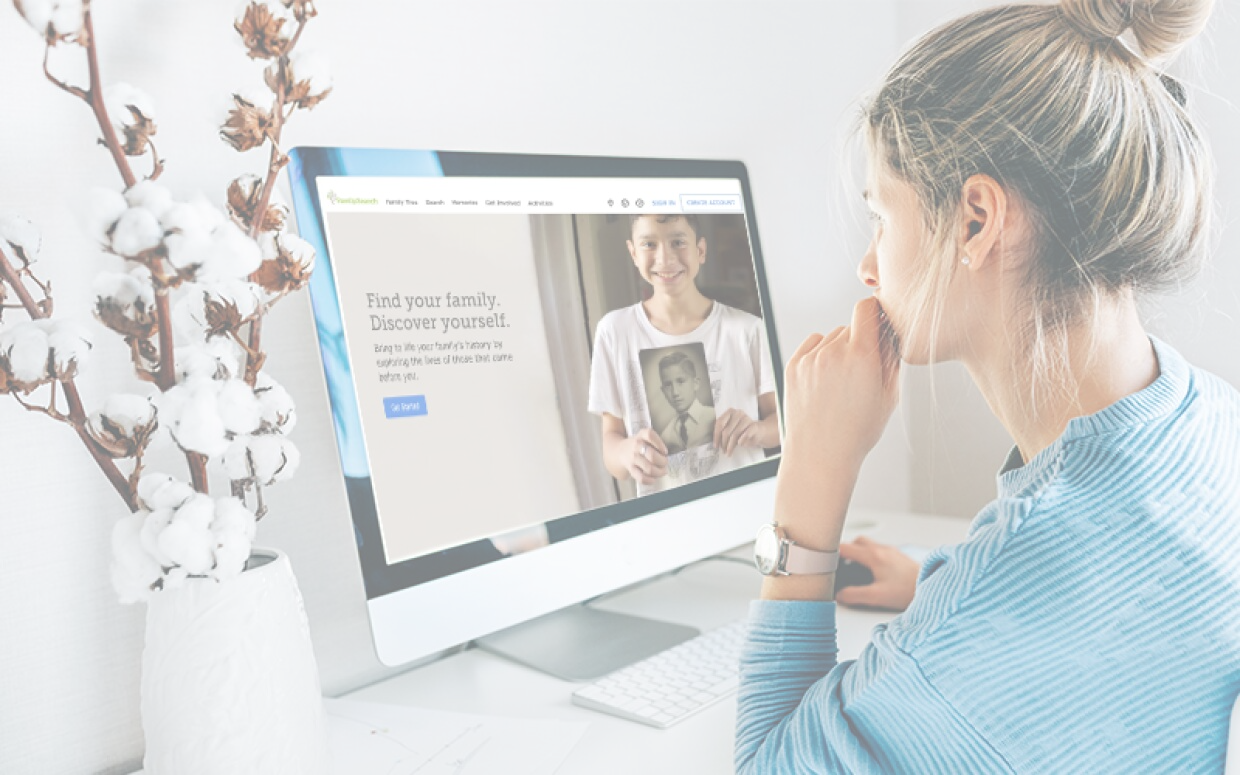 FamilySearch Family Tree Search Memories Get Involved Activities SIGN IN CREATE ACCOUNT
Find your family.
Discover yourself.
Bring to life your family's history by
exploring the lives of those that came
before you.
Get Started